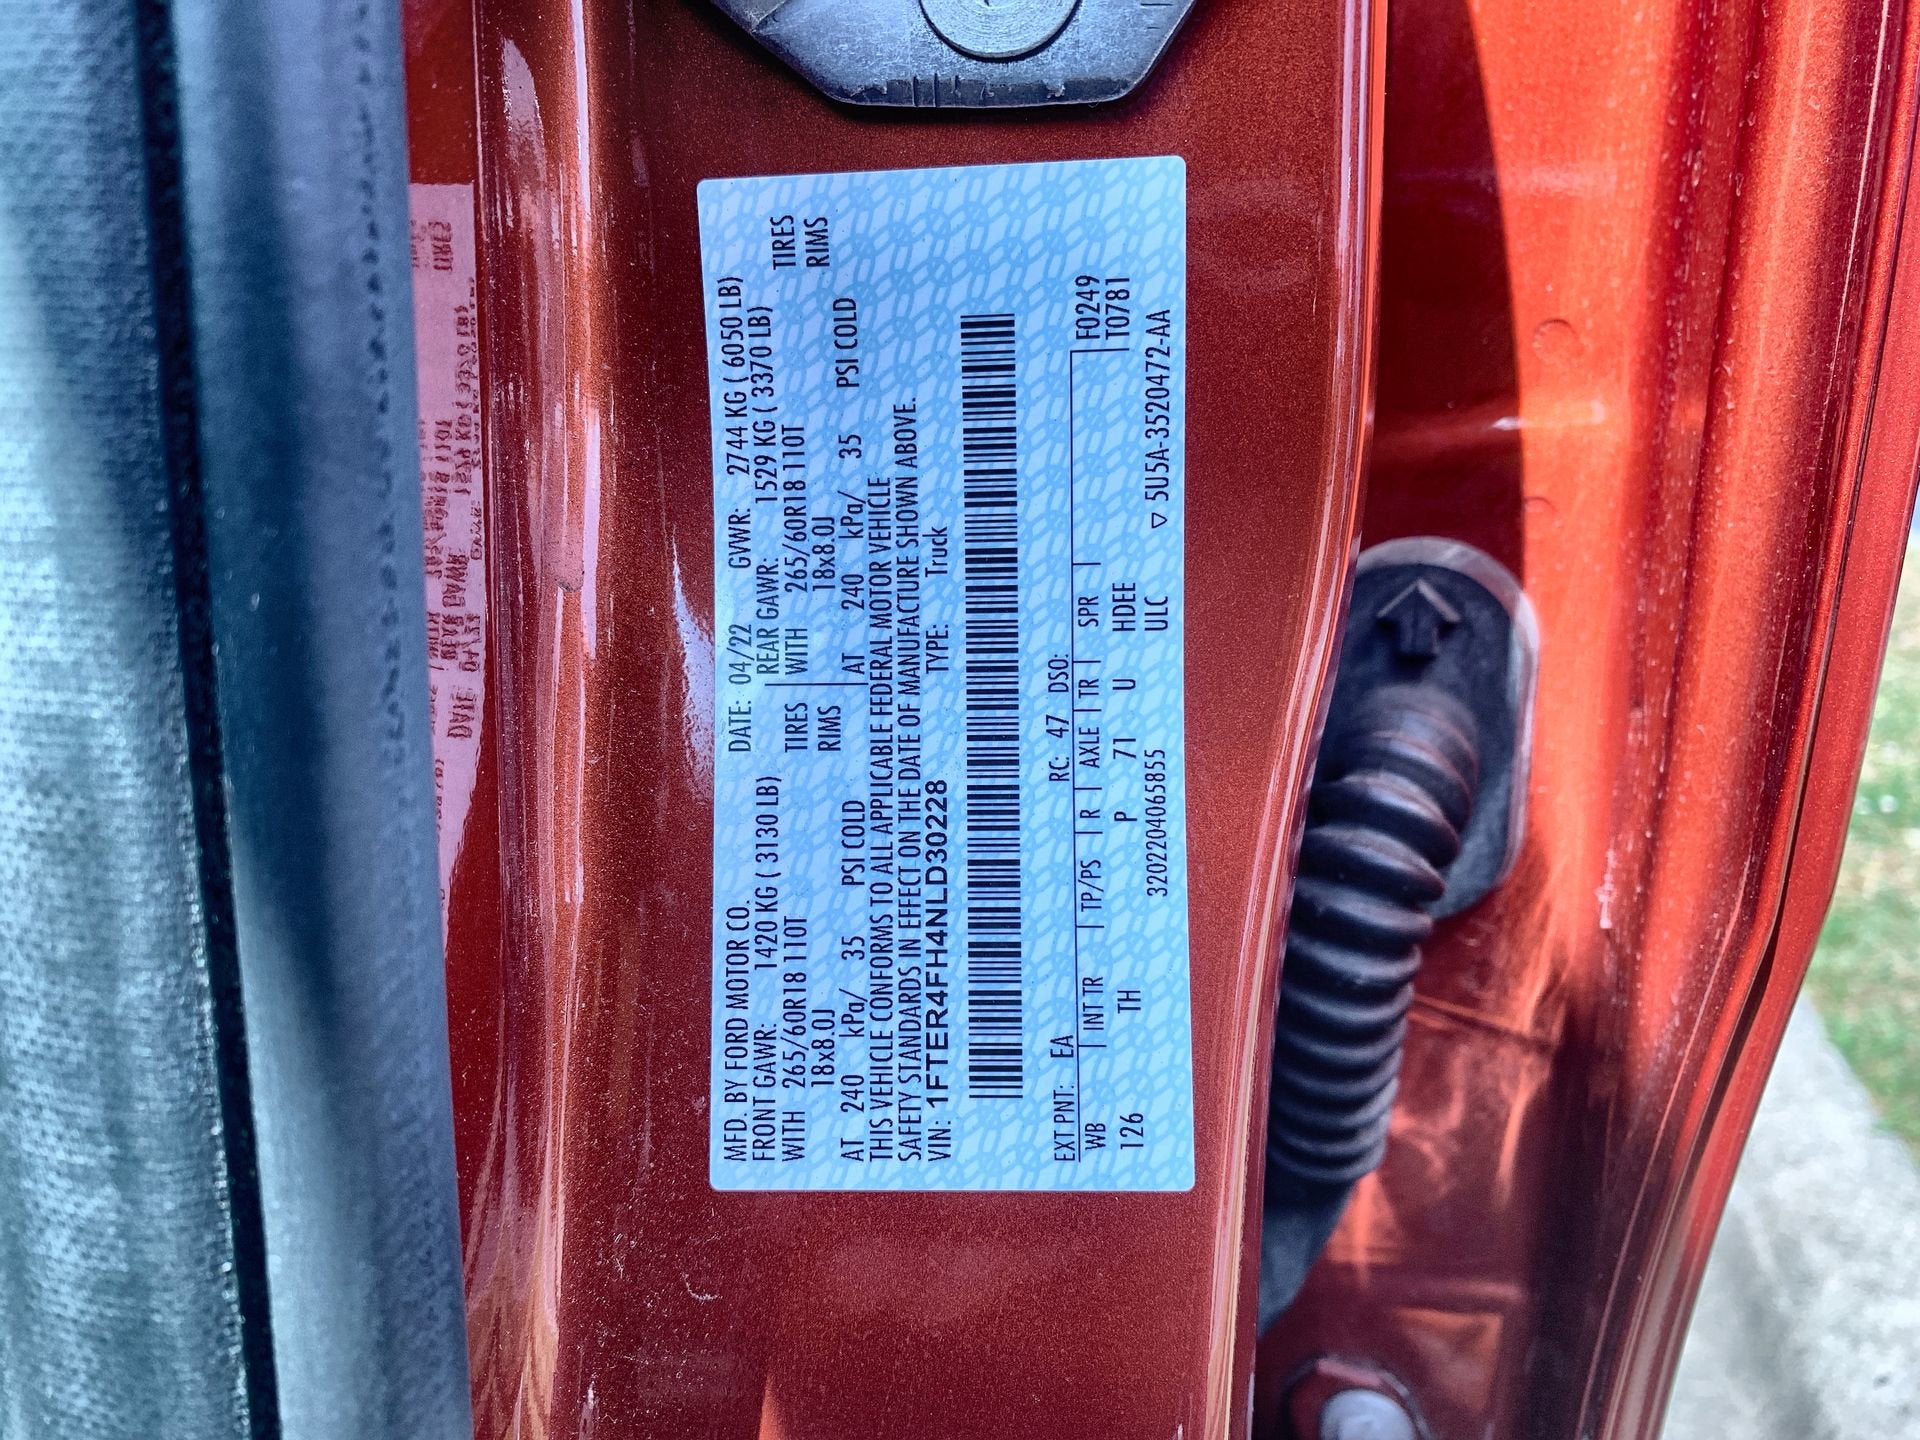 MFD. BY FORD MOTOR CO.
DATE: 04/22 GVWR: 2744 KG ( 6050 LB)
FRONT GAWR: 1420 KG ( 3130 LB)
REAR GAWR: 1529 KG ( 3370 LB)
WITH 265/60R18 110T TIRES
WITH 265/60R18 110T TIRES
18x8.0J RIMS
18x8.0J RIMS
AT 240 kPa/ 35 PSI COLD
AT 240 kPa/ 35 PSI COLD
THIS VEHICLE CONFORMS TO ALL APPLICABLE FEDERAL MOTOR VEHICLE
SAFETY STANDARDS IN EFFECT ON THE DATE OF MANUFACTURE SHOWN ABOVE.
VIN: 1FTER4FH4NLD30228 TYPE: Truck
F0249
T0781
EXT PNT: EA RC: 47 DSO:
WB | INT TR | TP/PS | R | AXLE | TR | SPR |
126 TH P 71 U HDEE
ULC
3202204065855 ▽ 5U5A-3520472-AA